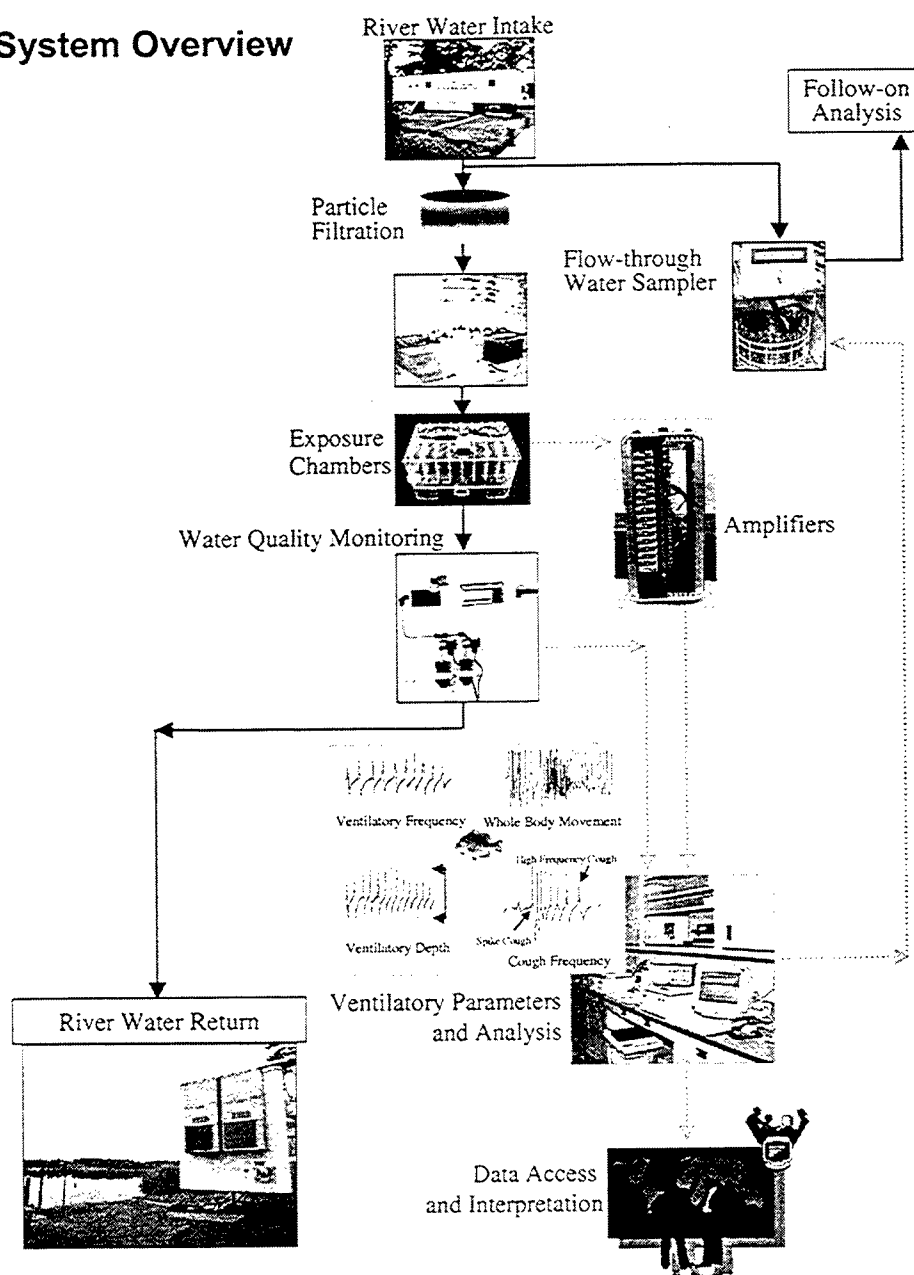 System Overview
River Water Intake
Follow-on
Analysis
Particle
Filtration
Flow-through
Water Sampler
Exposure
Chambers
Amplifiers
Water Quality Monitoring
Ventilatory Frequency
Whole Body Movement
High Frequency Cough
Spike Cough
Ventilatory Depth
Cough Frequency
River Water Return
Ventilatory Parameters
and Analysis
Data Access
and Interpretation